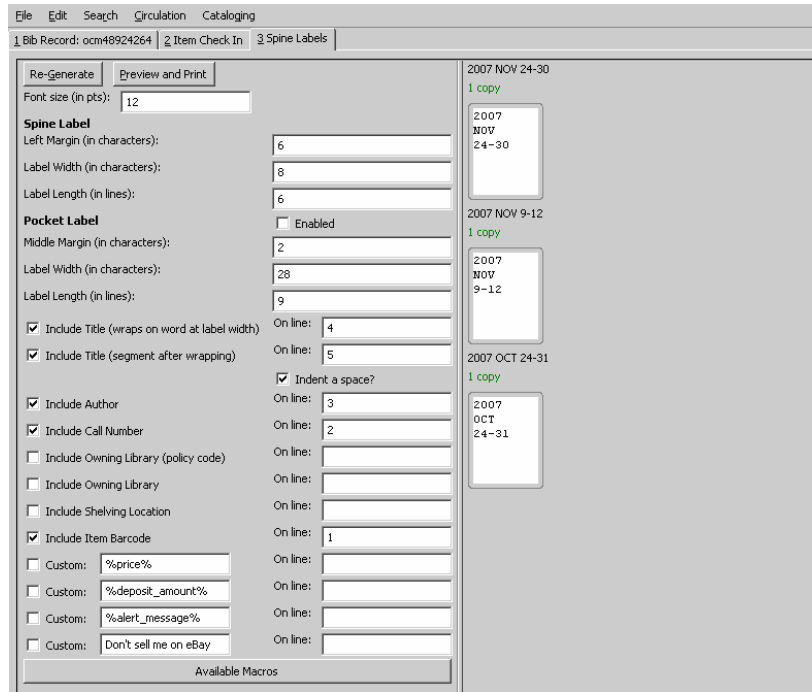 File Edit Search Circulation Cataloging
1 Bib Record: ocm48924264 2 Item Check In 3 Spine Labels
Re-Generate Preview and Print
Font size (in pts): 12
Spine Label
Left Margin (in characters): 6
Label Width (in characters): 8
Label Length (in lines): 6
Pocket Label Enabled
Middle Margin (in characters): 2
Label Width (in characters): 28
Label Length (in lines): 9
Include Title (wraps on word at label width) On line: 4
Include Title (segment after wrapping) On line: 5
Indent a space?
Include Author On line: 3
Include Call Number On line: 2
Include Owning Library (policy code) On line:
Include Owning Library On line:
Include Shelving Location On line:
Include Item Barcode On line: 1
Custom: %price% On line:
Custom: %deposit_amount% On line:
Custom: %alert_message% On line:
Custom: Don't sell me on eBay On line:
Available Macros
2007 NOV 24-30
1 copy
2007
NOV
24-30
2007 NOV 9-12
1 copy
2007
NOV
9-12
2007 OCT 24-31
1 copy
2007
OCT
24-31